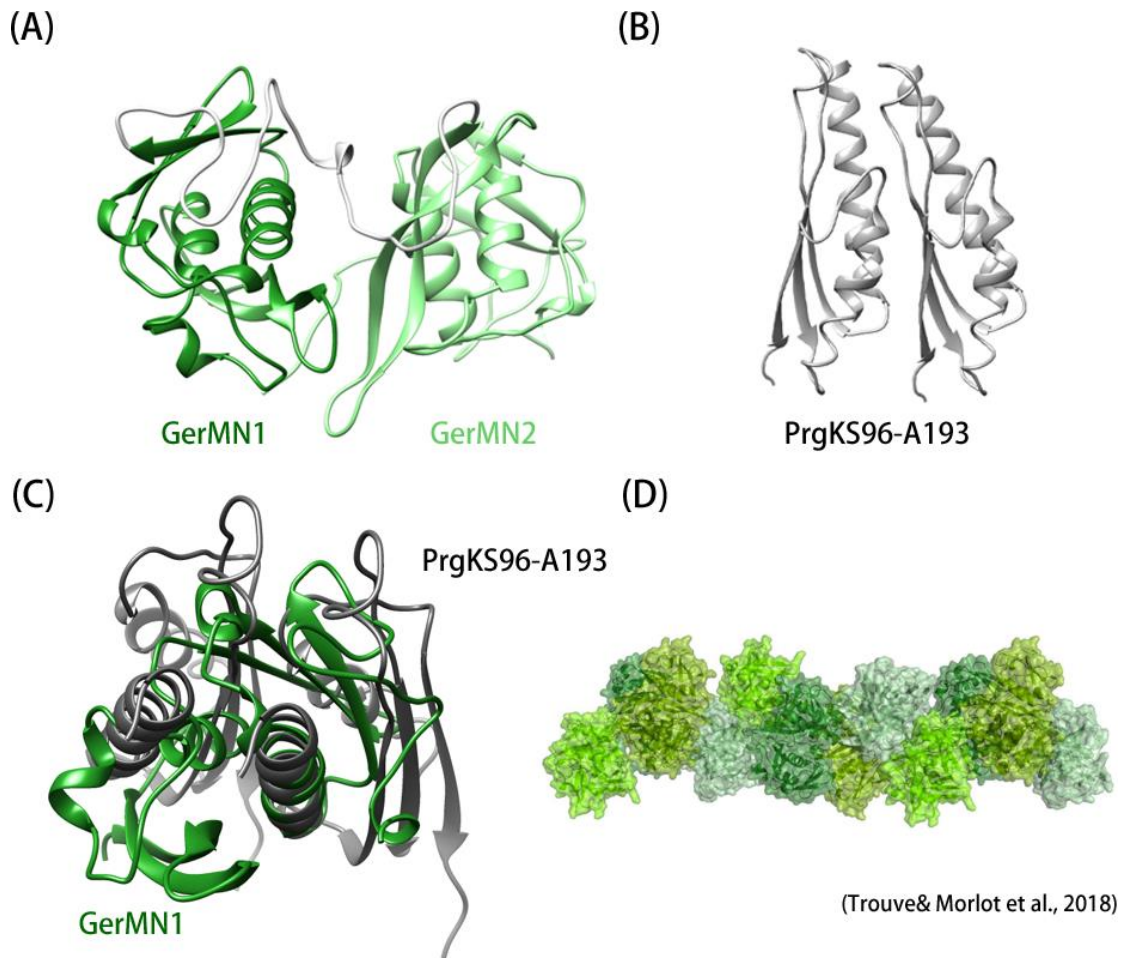 (A)
(B)
GerMN1
GerMN2
PrgKS96-A193
(C)
(D)
PrgKS96-A193
GerMN1
(Trouve& Morlot et al., 2018)